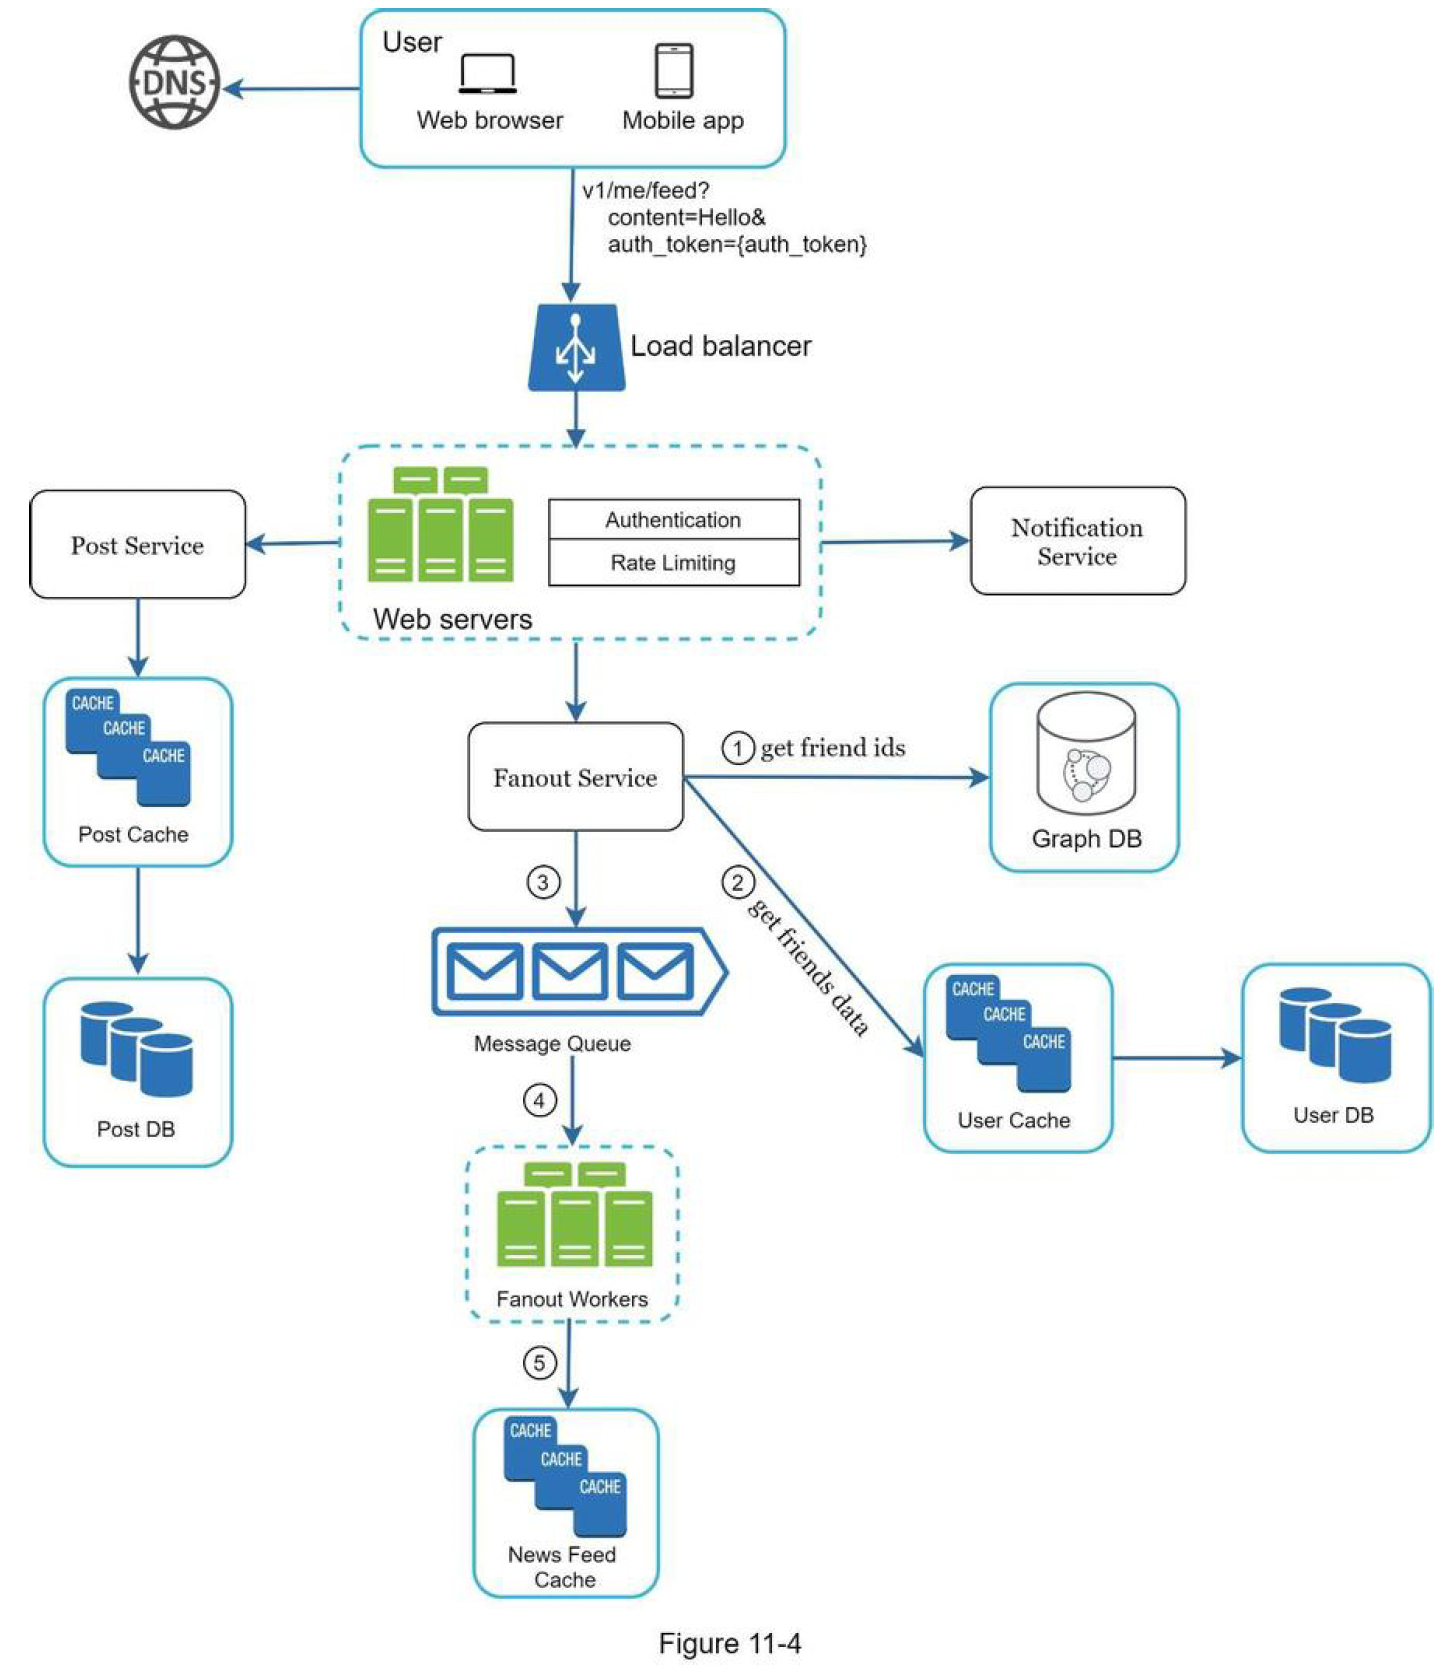 User
DNS
Web browser
Mobile app
v1/me/feed?
content=Hello&
auth_token={auth_token}
Load balancer
Authentication
Rate Limiting
Web servers
Post Service
Notification
Service
CACHE
CACHE
CACHE
Post Cache
Fanout Service
1 get friend ids
Graph DB
2 get friends data
3
Message Queue
CACHE
CACHE
CACHE
User Cache
User DB
Post DB
4
Fanout Workers
5
CACHE
CACHE
CACHE
News Feed
Cache
Figure 11-4